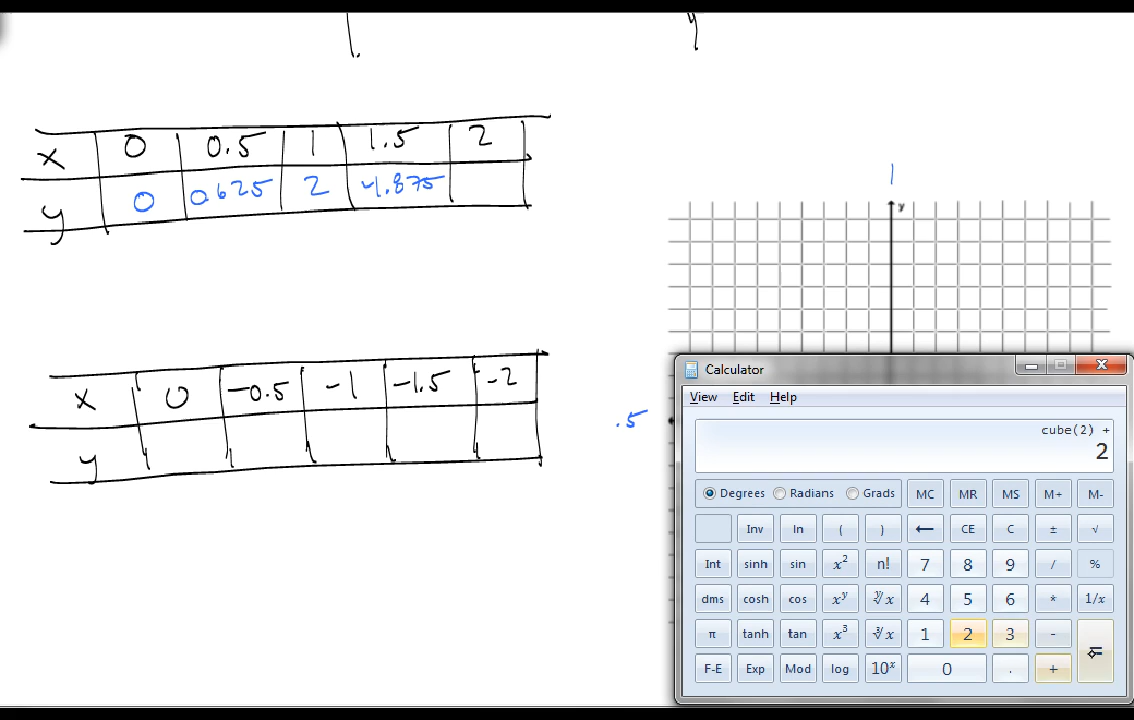 x 0 0.5 1 1.5 2
y 0 0.625 2 4.875
y
x 0 -0.5 -1 -1.5 -2
y
.5
Calculator
View Edit Help
cube(2) +
2
Degrees Radians Grads MC MR MS M+ M-
Inv ln ( ) ← CE C ± √
Int sinh sin x² n! 7 8 9 / %
dms cosh cos xʸ ʸ√x 4 5 6 * 1/x
π tanh tan x³ ³√x 1 2 3 - =
F-E Exp Mod log 10ˣ 0 . +